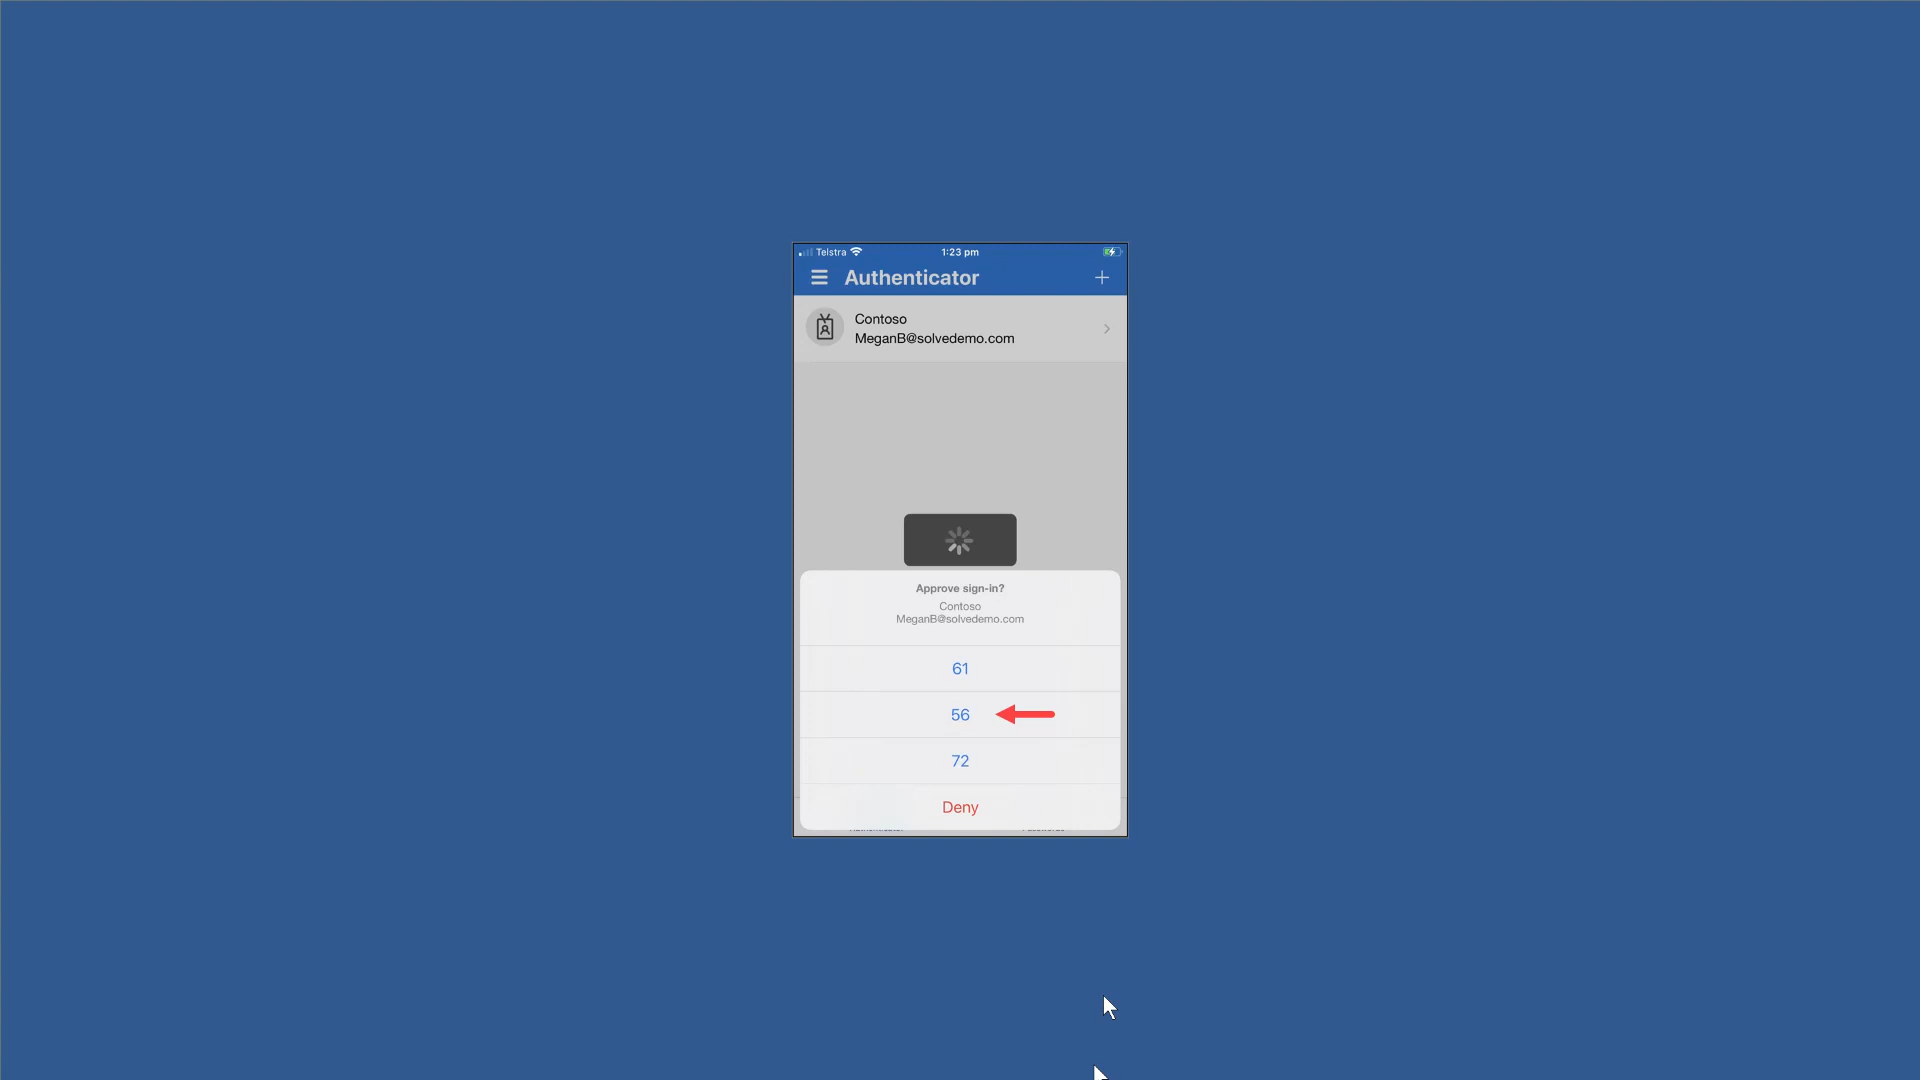 Telstra 1:23 pm
Authenticator
Contoso
MeganB@solvedemo.com
Approve sign-in?
Contoso
MeganB@solvedemo.com
61
56
72
Deny